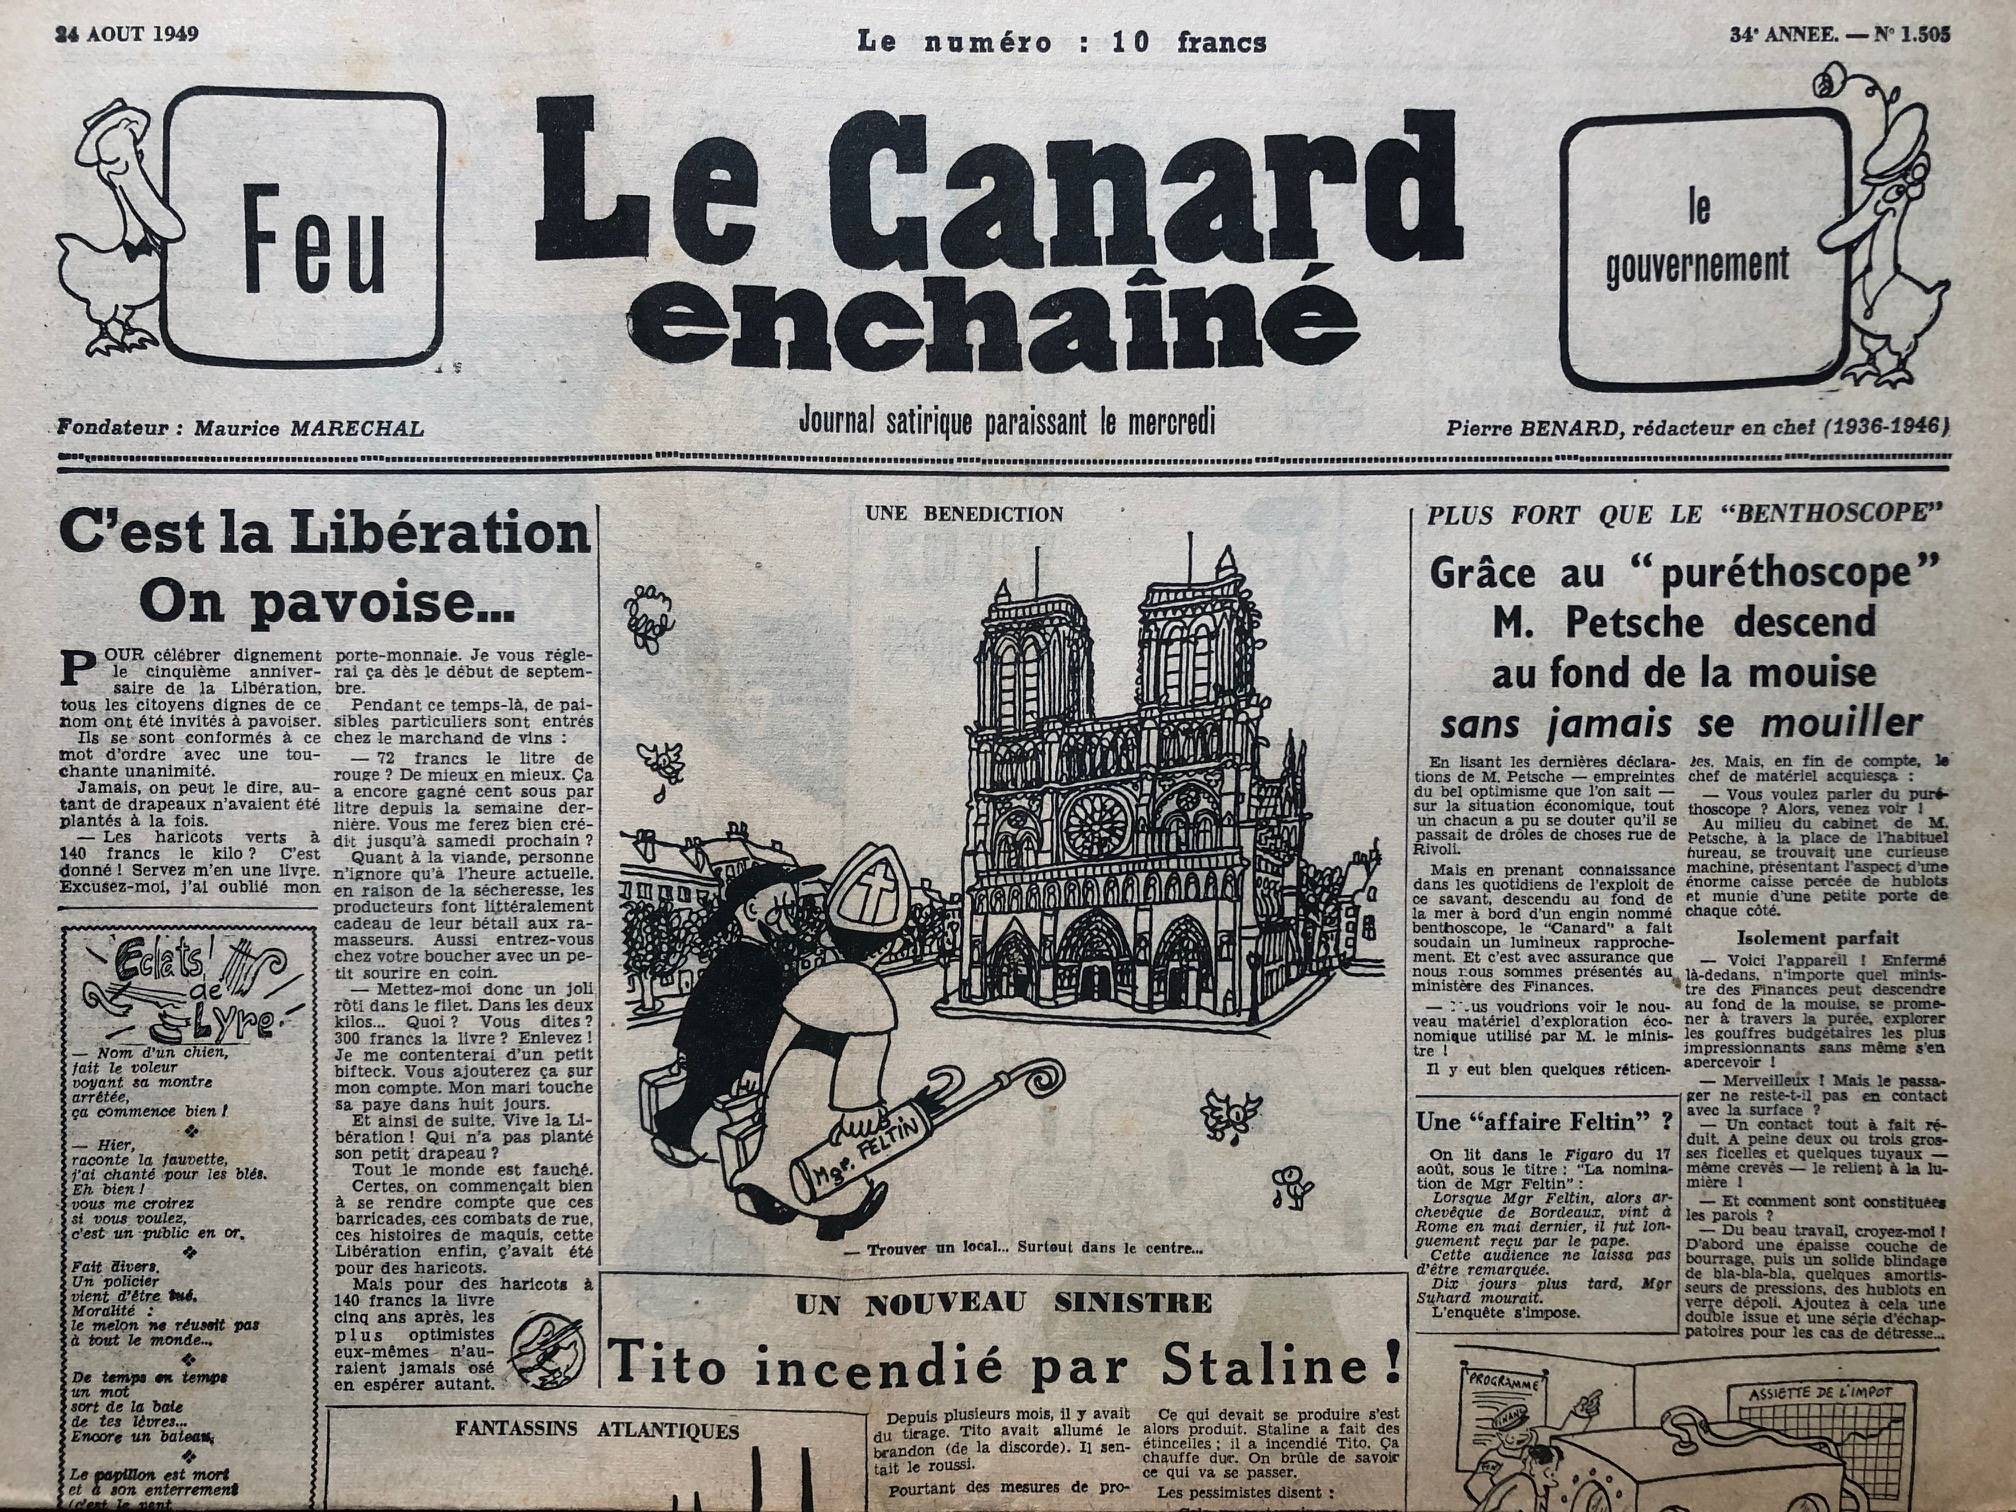 24 AOUT 1949
Le numéro : 10 francs
34e ANNEE. — N° 1.505
Feu
Le Canard
enchaîné
le
gouvernement
Fondateur : Maurice MARECHAL
Journal satirique paraissant le mercredi
Pierre BENARD, rédacteur en chef (1936-1946)
C'est la Libération
On pavoise...
POUR célébrer dignement
le cinquième anniver-
saire de la Libération,
tous les citoyens dignes de ce
nom ont été invités à pavoiser.
Ils se sont conformés à ce
mot d'ordre avec une tou-
chante unanimité.
Jamais, on peut le dire, au-
tant de drapeaux n'avaient été
plantés à la fois.
— Les haricots verts à
140 francs le kilo ? C'est
donné ! Servez m'en une livre.
Excusez-moi, j'ai oublié mon
porte-monnaie. Je vous régle-
rai ça dès le début de septem-
bre.
Pendant ce temps-là, de pai-
sibles particuliers sont entrés
chez le marchand de vins :
— 72 francs le litre de
rouge ? De mieux en mieux. Ça
a encore gagné cent sous par
litre depuis la semaine der-
nière. Vous me ferez bien cré-
dit jusqu'à samedi prochain ?
Quant à la viande, personne
n'ignore qu'à l'heure actuelle,
en raison de la sécheresse, les
producteurs font littéralement
cadeau de leur bétail aux ra-
masseurs. Aussi entrez-vous
chez votre boucher avec un pe-
tit sourire en coin.
— Mettez-moi donc un joli
rôti dans le filet. Dans les deux
kilos... Quoi ? Vous dites ?
300 francs la livre ? Enlevez !
Je me contenterai d'un petit
bifteck. Vous ajouterez ça sur
mon compte. Mon mari touche
sa paye dans huit jours.
Et ainsi de suite. Vive la Li-
bération ! Qui n'a pas planté
son petit drapeau ?
Tout le monde est fauché.
Certes, on commençait bien
à se rendre compte que ces
barricades, ces combats de rue,
ces histoires de maquis, cette
Libération enfin, ç'avait été
pour des haricots.
Mais pour des haricots à
140 francs la livre
cinq ans après, les
plus optimistes
eux-mêmes n'au-
raient jamais osé
en espérer autant.
Eclats
de
Lyre
— Nom d'un chien,
fait le voleur
voyant sa montre
arrêtée,
ça commence bien !
— Hier,
raconte la fauvette,
j'ai chanté pour les blés.
Eh bien !
vous me croirez
si vous voulez,
c'est un public en or.
Fait divers.
Un policier
vient d'être tué.
Moralité :
le melon ne réussit pas
à tout le monde...
De temps en temps
un mot
sort de la baie
de tes lèvres...
Encore un bateau,
Le papillon est mort
et à son enterrement
(c'est le vent
UNE BENEDICTION
Mgr. FELTIN
— Trouver un local... Surtout dans le centre...
UN NOUVEAU SINISTRE
Tito incendié par Staline !
Depuis plusieurs mois, il y avait
du tirage. Tito avait allumé le
brandon (de la discorde). Il sen-
tait le roussi.
Pourtant des mesures de pro-
Ce qui devait se produire s'est
alors produit. Staline a fait des
étincelles ; il a incendié Tito. Ça
chauffe dur. On brûle de savoir
ce qui va se passer.
Les pessimistes disent :
FANTASSINS ATLANTIQUES
PLUS FORT QUE LE "BENTHOSCOPE"
Grâce au "puréthoscope"
M. Petsche descend
au fond de la mouise
sans jamais se mouiller
En lisant les dernières déclara-
tions de M. Petsche — empreintes
du bel optimisme que l'on sait —
sur la situation économique, tout
un chacun a pu se douter qu'il se
passait de drôles de choses rue de
Rivoli.
Mais en prenant connaissance
dans les quotidiens de l'exploit de
ce savant, descendu au fond de
la mer à bord d'un engin nommé
benthoscope, le "Canard" a fait
soudain un lumineux rapproche-
ment. Et c'est avec assurance que
nous nous sommes présentés au
ministère des Finances.
— Nous voudrions voir le nou-
veau matériel d'exploration éco-
nomique utilisé par M. le minis-
tre !
Il y eut bien quelques réticen-
ces. Mais, en fin de compte, le
chef de matériel acquiesça :
— Vous voulez parler du puré-
thoscope ? Alors, venez voir !
Au milieu du cabinet de M.
Petsche, à la place de l'habituel
bureau, se trouvait une curieuse
machine, présentant l'aspect d'une
énorme caisse percée de hublots
et munie d'une petite porte de
chaque côté.
Isolement parfait
— Voici l'appareil ! Enfermé
là-dedans, n'importe quel minis-
tre des Finances peut descendre
au fond de la mouise, se prome-
ner à travers la purée, explorer
les gouffres budgétaires les plus
impressionnants sans même s'en
apercevoir !
— Merveilleux ! Mais le passa-
ger ne reste-t-il pas en contact
avec la surface ?
— Un contact tout à fait ré-
duit. A peine deux ou trois gros-
ses ficelles et quelques tuyaux —
même crevés — le relient à la lu-
mière !
— Et comment sont constituées
les parois ?
— Du beau travail, croyez-moi !
D'abord une épaisse couche de
bourrage, puis un solide blindage
de bla-bla-bla, quelques amortis-
seurs de pressions, des hublots en
verre dépoli. Ajoutez à cela une
double issue et une série d'échap-
patoires pour les cas de détresse...
Une "affaire Feltin" ?
On lit dans le Figaro du 17
août, sous le titre : "La nomina-
tion de Mgr Feltin" :
Lorsque Mgr Feltin, alors ar-
chevêque de Bordeaux, vint à
Rome en mai dernier, il fut lon-
guement reçu par le pape.
Cette audience ne laissa pas
d'être remarquée.
Dix jours plus tard, Mgr
Suhard mourait.
L'enquête s'impose.
PROGRAMME
ASSIETTE DE L'IMPOT